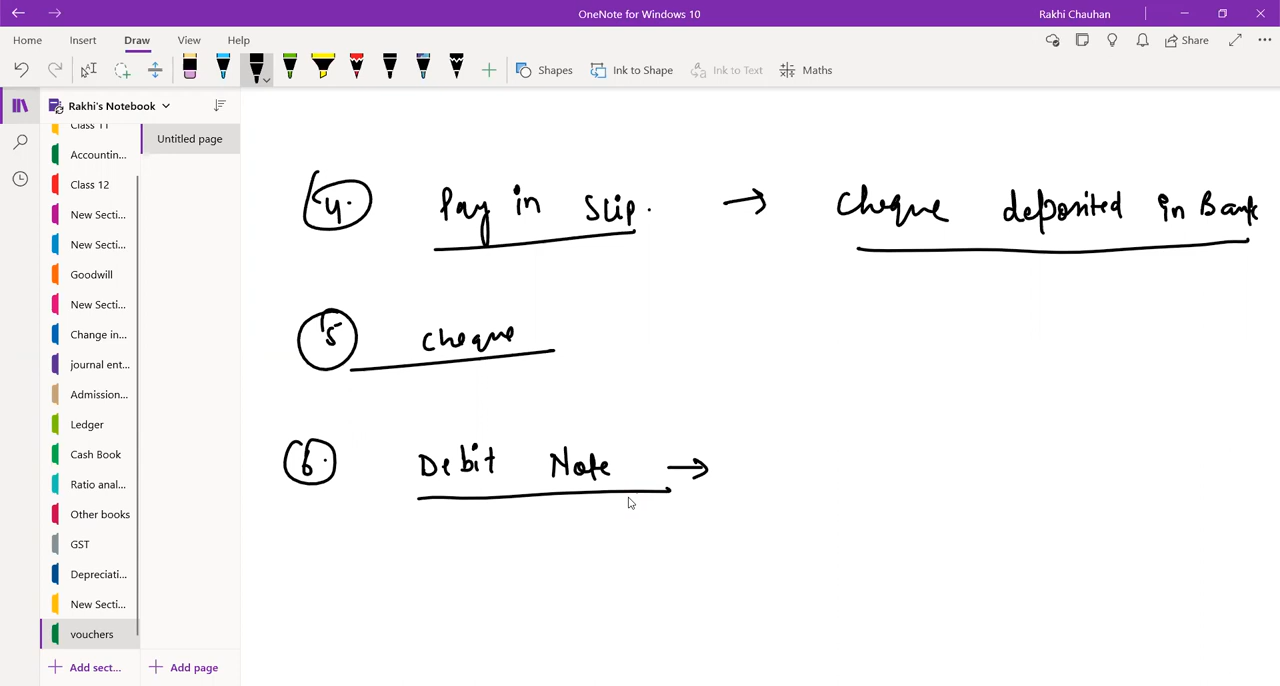 OneNote for Windows 10
Rakhi Chauhan
Home Insert Draw View Help
Share
Shapes Ink to Shape Ink to Text Maths
Rakhi's Notebook
Untitled page
Class 11
Accountin...
Class 12
New Secti...
New Secti...
Goodwill
New Secti...
Change in...
journal ent...
Admission...
Ledger
Cash Book
Ratio anal...
Other books
GST
Depreciati...
New Secti...
vouchers
Add sect... Add page
4. Pay in Slip. → Cheque deposited in Bank
5 Cheque
6. Debit Note →